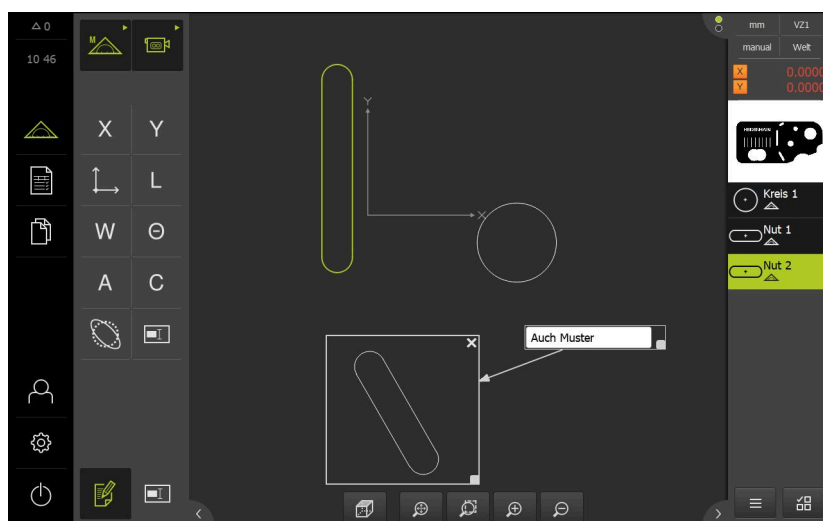 △ 0
10 46
M
X Y
L
W Θ
A C
Y
X
Auch Muster
mm VZ1
manual Welt
X 0.0000
Y 0.0000
HEIDENHAIN
Kreis 1
Nut 1
Nut 2